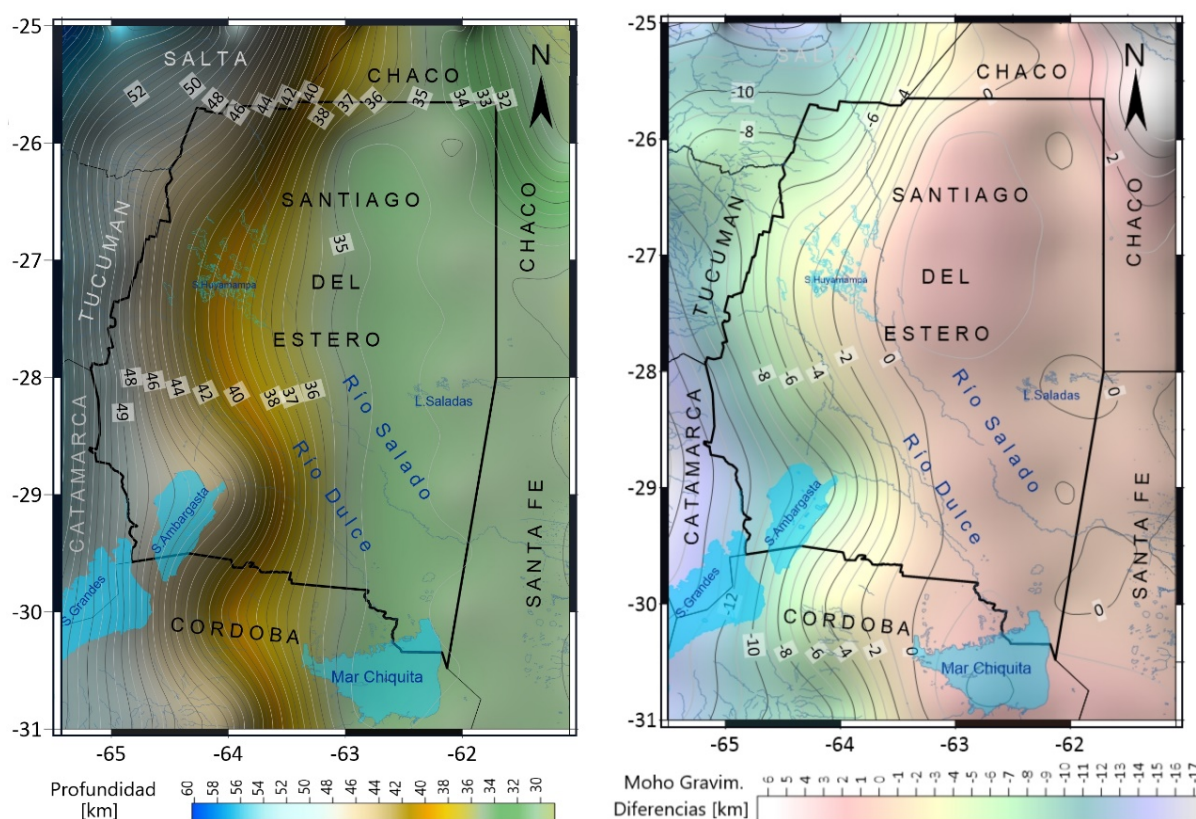 -25
-26
-27
-28
-29
-30
-31
-65 -64 -63 -62
SALTA
CHACO
N
52 50 48 46 44 42 40 38 37 36 35 34 33 32
SANTIAGO
DEL
ESTERO
35
TUCUMAN
CHACO
S.Huyamampa
48 46 44 42 40 38 37 36
49
CATAMARCA
Río Salado
L.Saladas
Río Dulce
S.Ambargasta
S.Grandes
SANTA FE
CORDOBA
Mar Chiquita
Profundidad
[km]
60 58 56 54 52 50 48 46 44 42 40 38 36 34 32 30
-25
-26
-27
-28
-29
-30
-31
-65 -64 -63 -62
SALTA
CHACO
N
-10
-8
-6
0
2
SANTIAGO
DEL
ESTERO
TUCUMAN
CHACO
S.Huyamampa
-8 -6 -4 -2 0
CATAMARCA
Río Salado
L.Saladas
0
Río Dulce
S.Ambargasta
S.Grandes
-12
SANTA FE
0
CORDOBA
-10 -8 -6 -4 -2 0
Mar Chiquita
Moho Gravim.
Diferencias [km]
6 5 4 3 2 1 0 -1 -2 -3 -4 -5 -6 -7 -8 -9 -10 -11 -12 -13 -14 -15 -16 -17